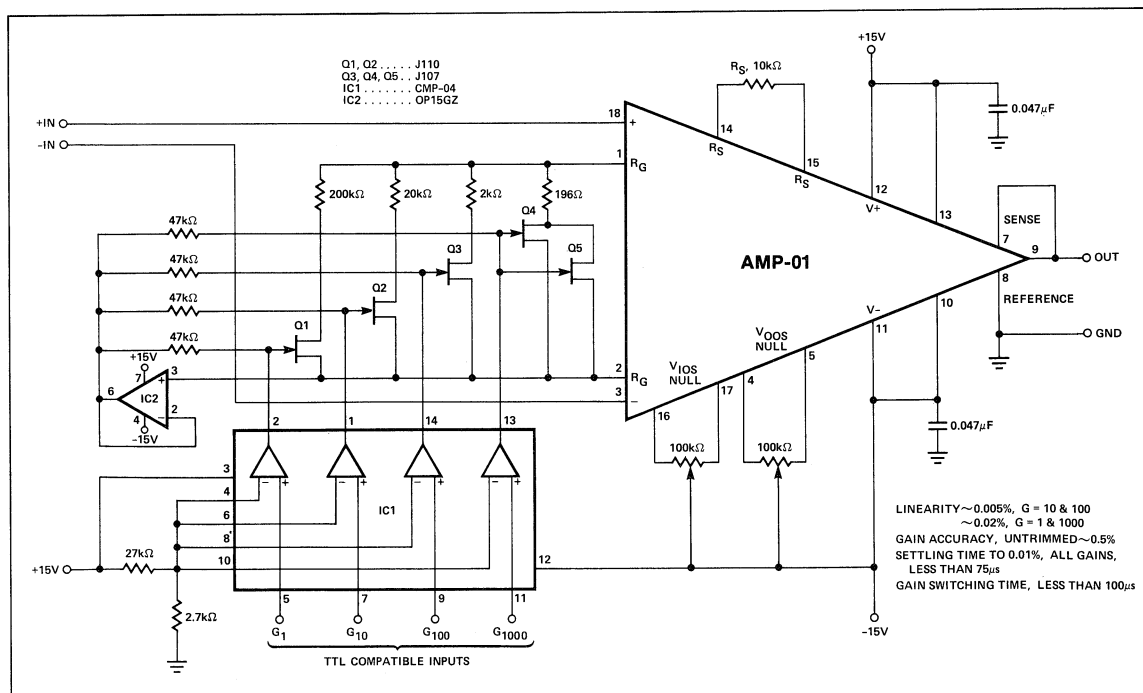 Q1, Q2 ..... J110
Q3, Q4, Q5 .. J107
IC1 ....... CMP-04
IC2 ....... OP15GZ
+15V
RS, 10kΩ
0.047µF
+IN
−IN
18
+
14
RS
15
RS
1
RG
12
V+
13
200kΩ
20kΩ
2kΩ
196Ω
47kΩ
Q4
SENSE
7
9
OUT
47kΩ
Q3
Q5
AMP-01
8
REFERENCE
10
47kΩ
Q2
V−
11
GND
47kΩ
Q1
VOOS
NULL
5
+15V
7
3
+
6
IC2
2
−
4
−15V
VIOS
NULL
4
2
RG
3
−
17
16
0.047µF
2
1
14
13
100kΩ
100kΩ
3
4
− +
− +
− +
− +
6
IC1
8
10
12
+15V
27kΩ
2.7kΩ
5
7
9
11
G1
G10
G100
G1000
TTL COMPATIBLE INPUTS
LINEARITY ~ 0.005%, G = 10 & 100
~ 0.02%, G = 1 & 1000
GAIN ACCURACY, UNTRIMMED ~ 0.5%
SETTLING TIME TO 0.01%, ALL GAINS,
LESS THAN 75µs
GAIN SWITCHING TIME, LESS THAN 100µs
−15V